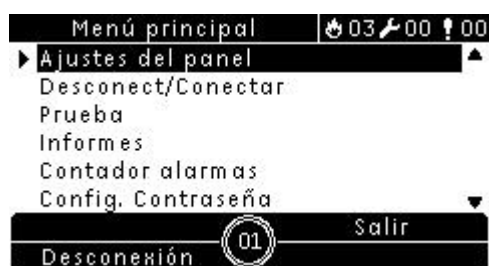 Menú principal 03 00 00
Ajustes del panel
Desconect/Conectar
Prueba
Informes
Contador alarmas
Config. Contraseña
Salir
01
Desconexión